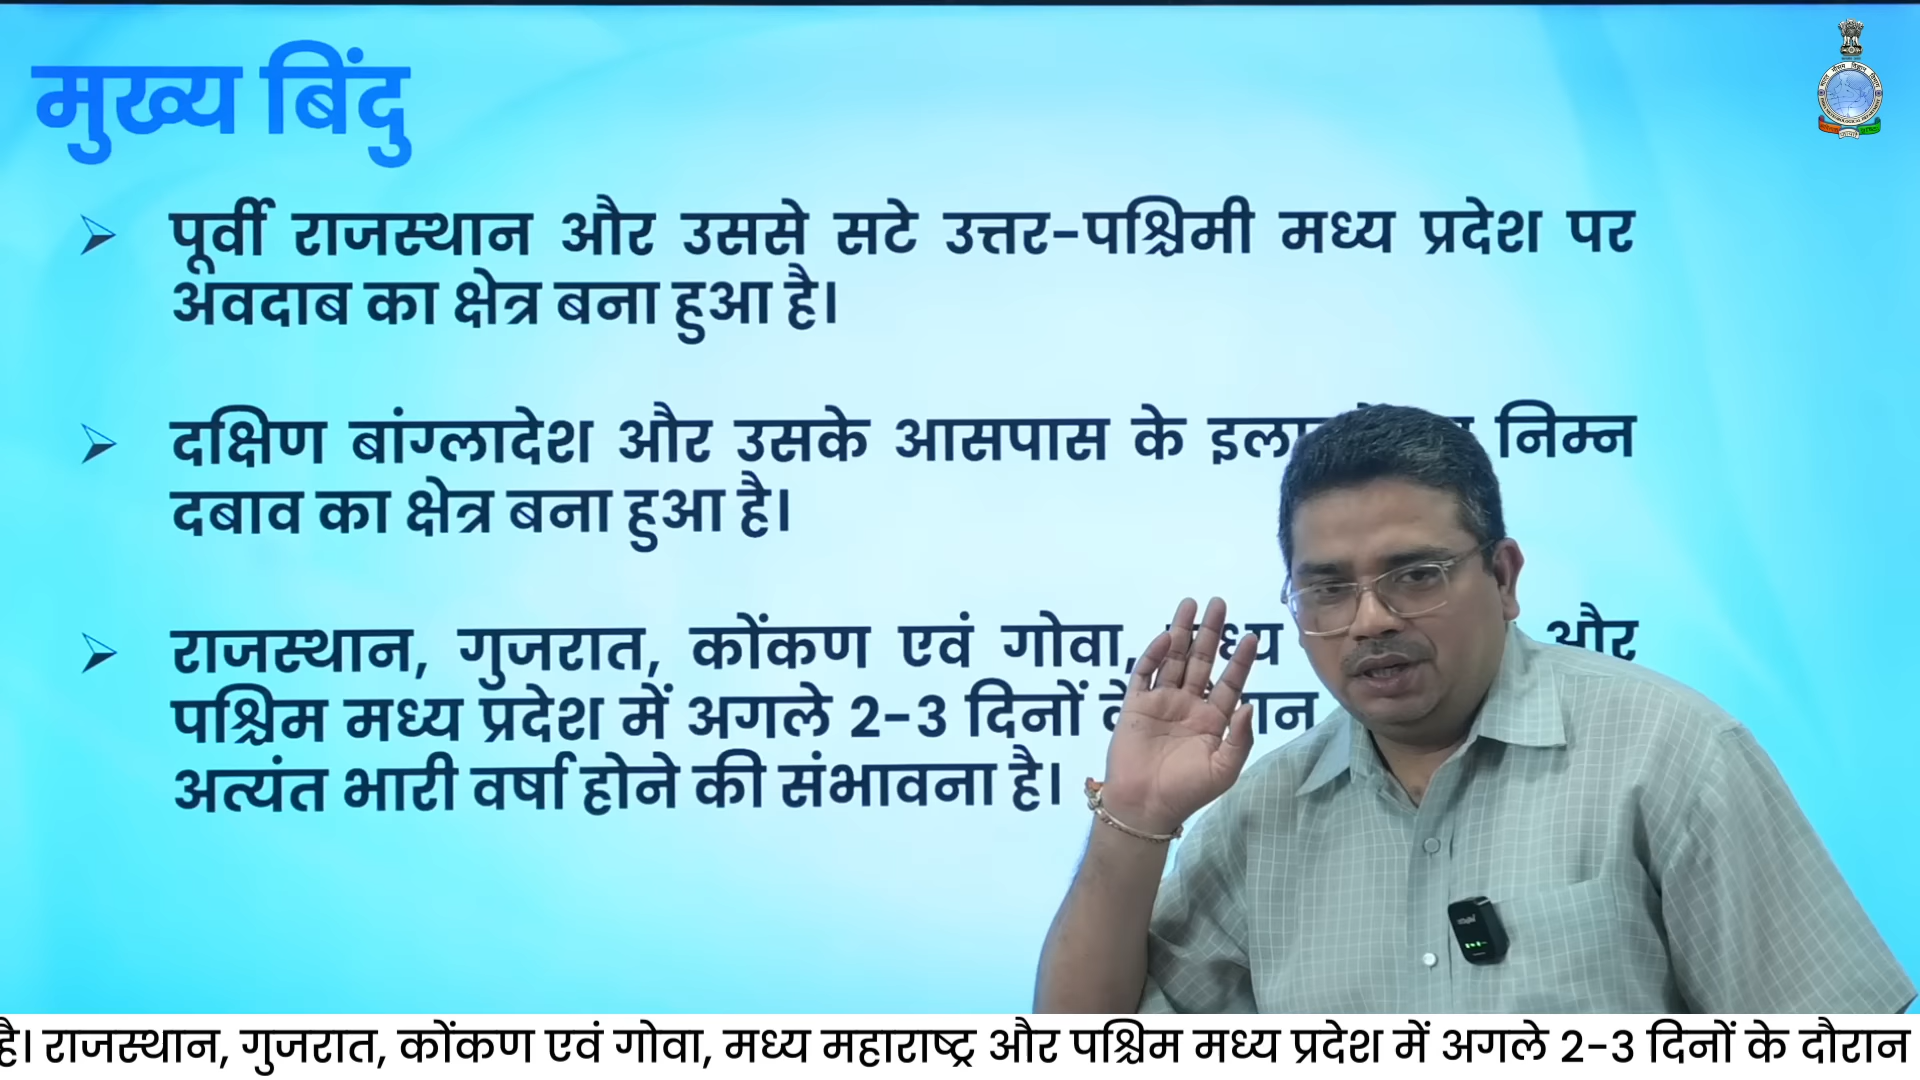 मुख्य बिंदु
पूर्वी राजस्थान और उससे सटे उत्तर-पश्चिमी मध्य प्रदेश पर
अवदाब का क्षेत्र बना हुआ है।
दक्षिण बांग्लादेश और उसके आसपास के निम्न
दबाव का क्षेत्र बना हुआ है।
राजस्थान, गुजरात, कोंकण एवं गोवा, और
पश्चिम मध्य प्रदेश में अगले 2-3 दिनों
अत्यंत भारी वर्षा होने की संभावना है।
है। राजस्थान, गुजरात, कोंकण एवं गोवा, मध्य महाराष्ट्र और पश्चिम मध्य प्रदेश में अगले 2-3 दिनों के दौरान